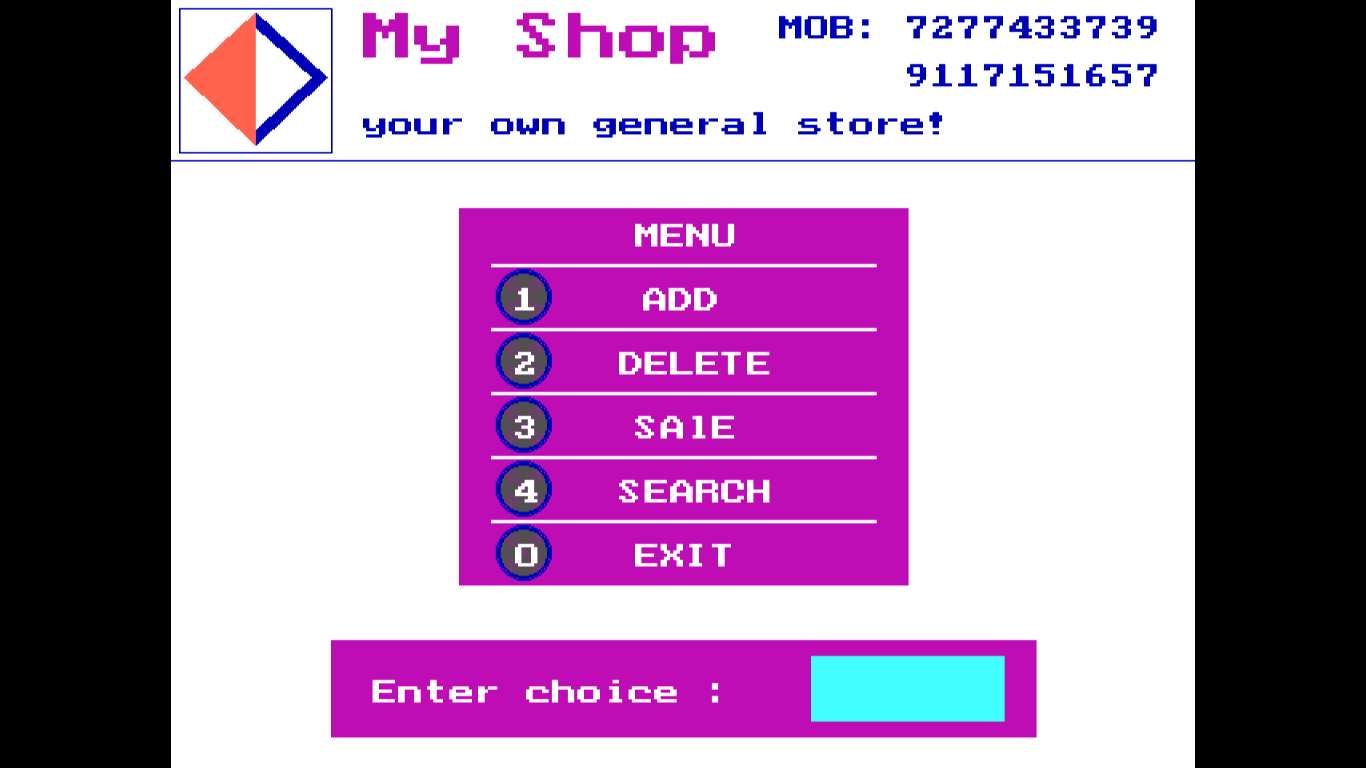 My Shop MOB: 7277433739
9117151657
your own general store!
MENU
1 ADD
2 DELETE
3 SAlE
4 SEARCH
0 EXIT
Enter choice :